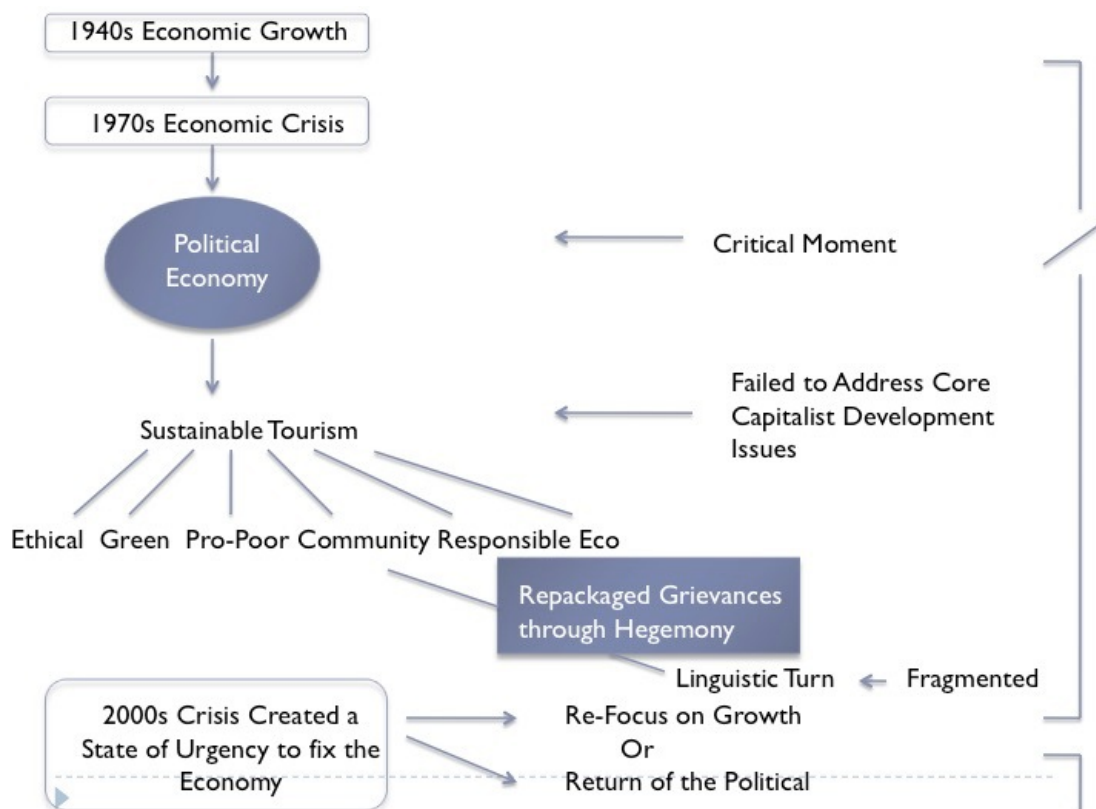 1940s Economic Growth
1970s Economic Crisis
Political
Economy
Critical Moment
Failed to Address Core
Capitalist Development
Issues
Sustainable Tourism
Ethical Green Pro-Poor Community Responsible Eco
Repackaged Grievances
through Hegemony
Linguistic Turn
Fragmented
2000s Crisis Created a
State of Urgency to fix the
Economy
Re-Focus on Growth
Or
Return of the Political